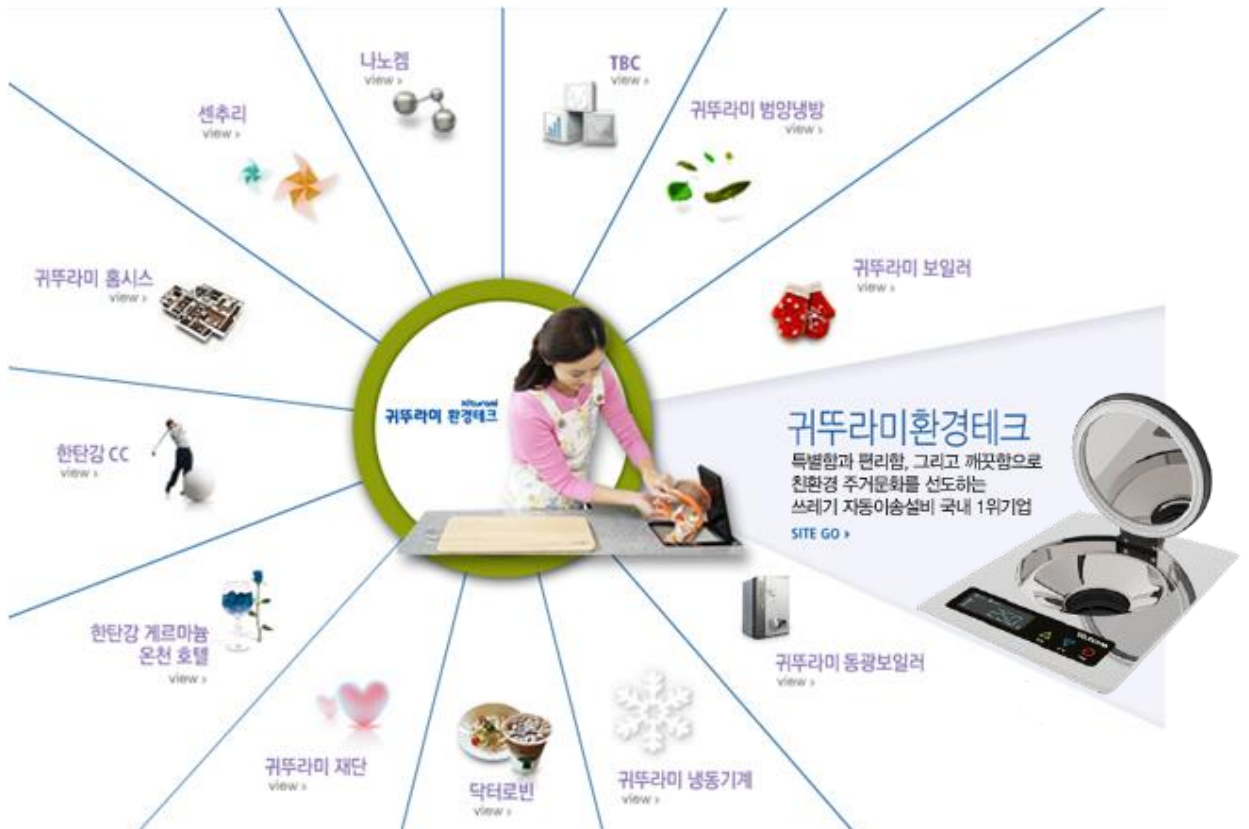 나노켐
view >
TBC
view >
센추리
view >
귀뚜라미 범양냉방
view >
귀뚜라미 홈시스
view >
귀뚜라미 보일러
view >
Kiturami
귀뚜라미 환경테크
한탄강 CC
view >
귀뚜라미환경테크
특별함과 편리함, 그리고 깨끗함으로
친환경 주거문화를 선도하는
쓰레기 자동이송설비 국내 1위기업
SITE GO >
한탄강 게르마늄
온천 호텔
view >
귀뚜라미 동광보일러
view >
귀뚜라미 재단
view >
닥터로빈
view >
귀뚜라미 냉동기계
view >